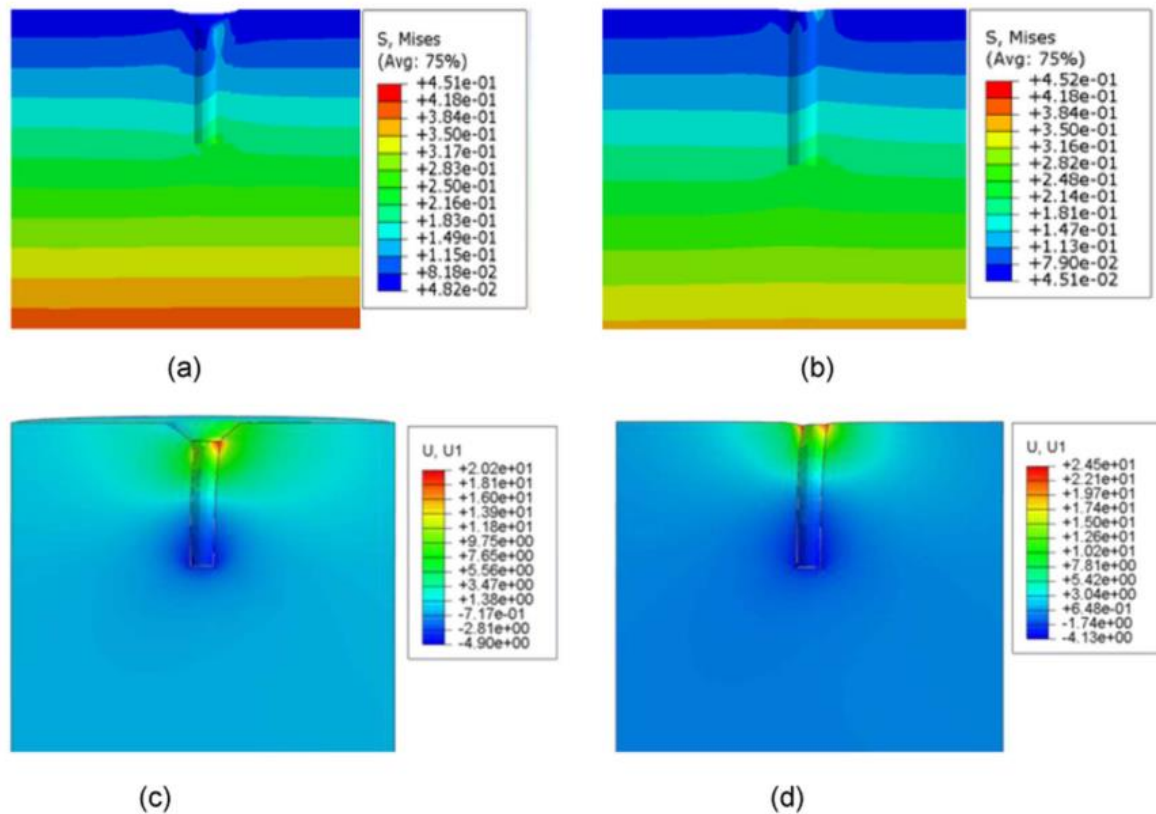 S, Mises
(Avg: 75%)
+4.51e-01
+4.18e-01
+3.84e-01
+3.50e-01
+3.17e-01
+2.83e-01
+2.50e-01
+2.16e-01
+1.83e-01
+1.49e-01
+1.15e-01
+8.18e-02
+4.82e-02
(a)
S, Mises
(Avg: 75%)
+4.52e-01
+4.18e-01
+3.84e-01
+3.50e-01
+3.16e-01
+2.82e-01
+2.48e-01
+2.14e-01
+1.81e-01
+1.47e-01
+1.13e-01
+7.90e-02
+4.51e-02
(b)
U, U1
+2.02e+01
+1.81e+01
+1.60e+01
+1.39e+01
+1.18e+01
+9.75e+00
+7.65e+00
+5.56e+00
+3.47e+00
+1.38e+00
-7.17e-01
-2.81e+00
-4.90e+00
(c)
U, U1
+2.45e+01
+2.21e+01
+1.97e+01
+1.74e+01
+1.50e+01
+1.26e+01
+1.02e+01
+7.81e+00
+5.42e+00
+3.04e+00
+6.48e-01
-1.74e+00
-4.13e+00
(d)